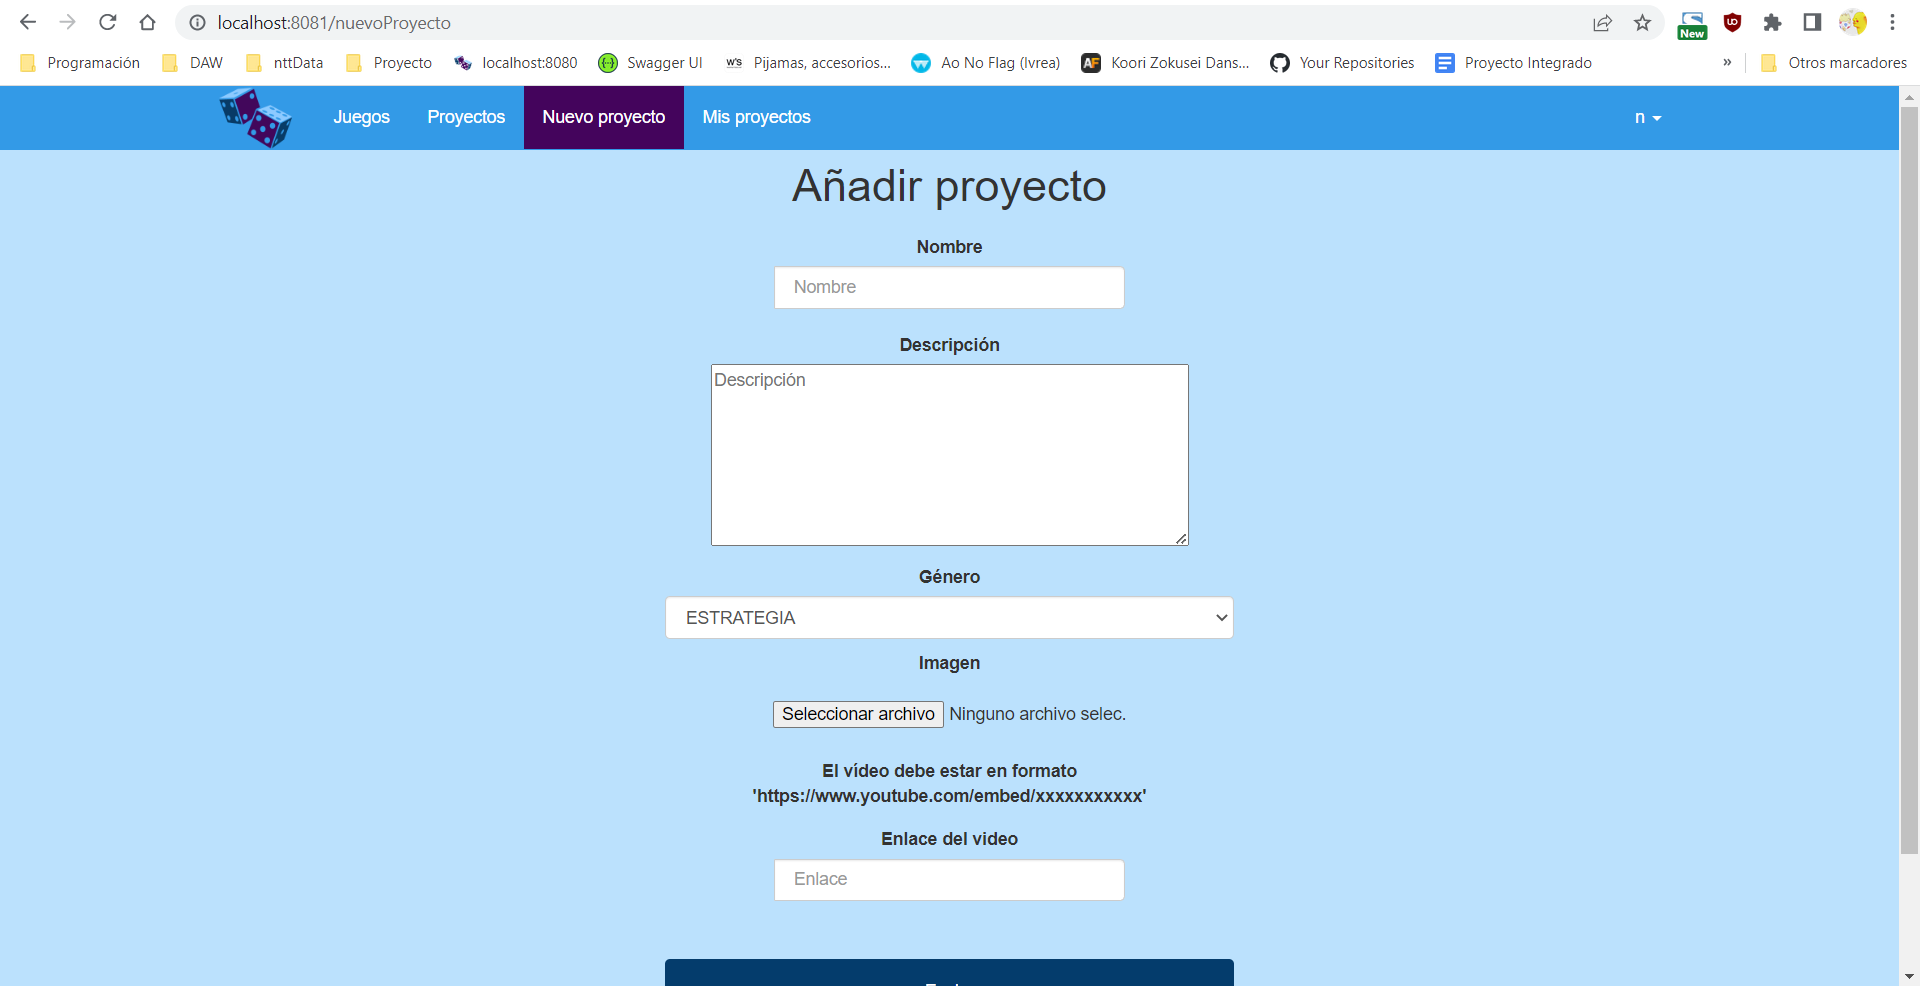 localhost:8081/nuevoProyecto
New
Programación DAW nttData Proyecto localhost:8080 Swagger UI W's Pijamas, accesorios... Ao No Flag (Ivrea) AF Koori Zokusei Dans... Your Repositories Proyecto Integrado » Otros marcadores
Juegos Proyectos Nuevo proyecto Mis proyectos n
Añadir proyecto
Nombre
Nombre
Descripción
Descripción
Género
ESTRATEGIA
Imagen
Seleccionar archivo Ninguno archivo selec.
El vídeo debe estar en formato
'https://www.youtube.com/embed/xxxxxxxxxxx'
Enlace del video
Enlace